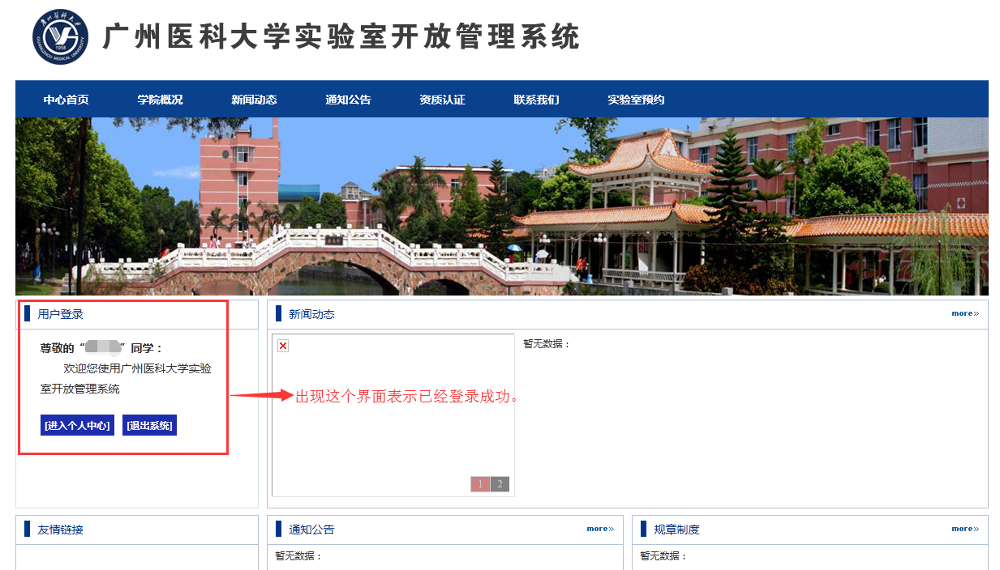 广州医科大学实验室开放管理系统
中心首页 学院概况 新闻动态 通知公告 资质认证 联系我们 实验室预约
用户登录
尊敬的“ ”同学：
欢迎您使用广州医科大学实验
室开放管理系统
[进入个人中心] [退出系统]
新闻动态 more»
暂无数据：
出现这个界面表示已经登录成功。
1 2
友情链接
通知公告 more»
暂无数据：
规章制度 more»
暂无数据：